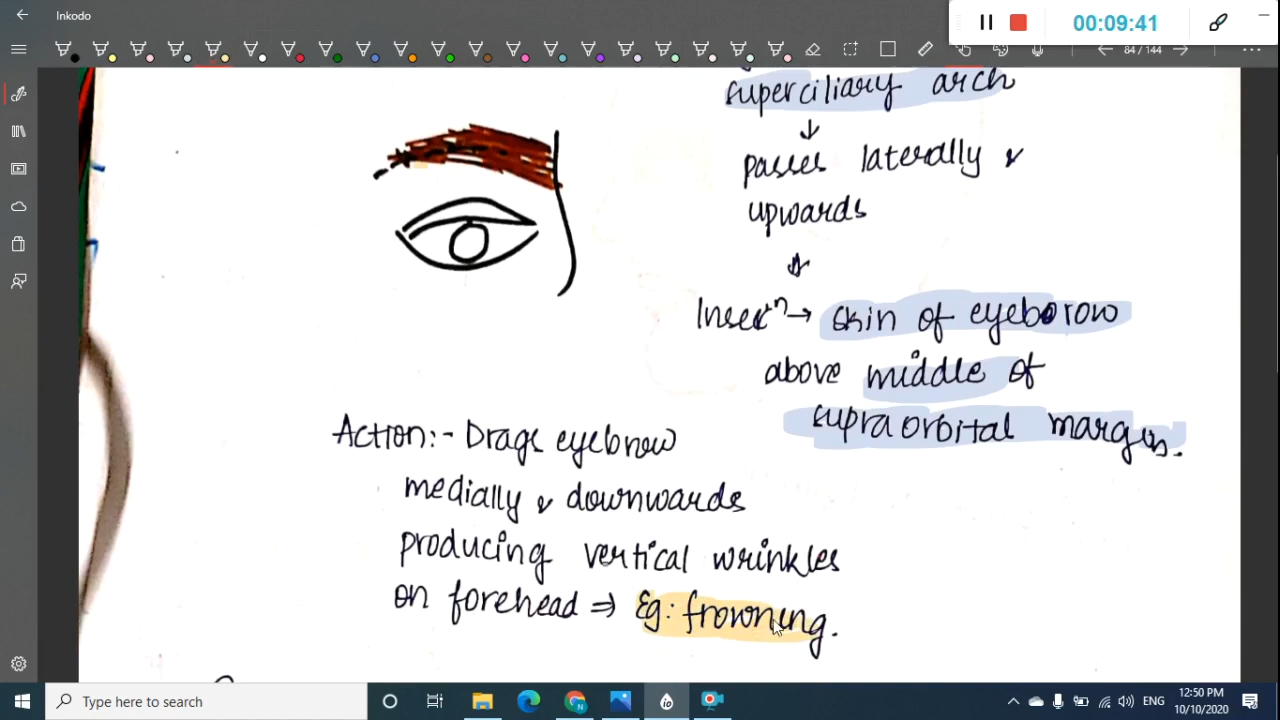 Inkodo
00:09:41
84 / 144
superciliary arch
↓
passes laterally &
upwards
↓
Insertⁿ → skin of eyeborow
above middle of
supraorbital margin.
Action:- Drags eyebrow
medially & downwards
producing vertical wrinkles
on forehead ⇒ Eg: frowning.
Type here to search
ENG
12:50 PM
10/10/2020